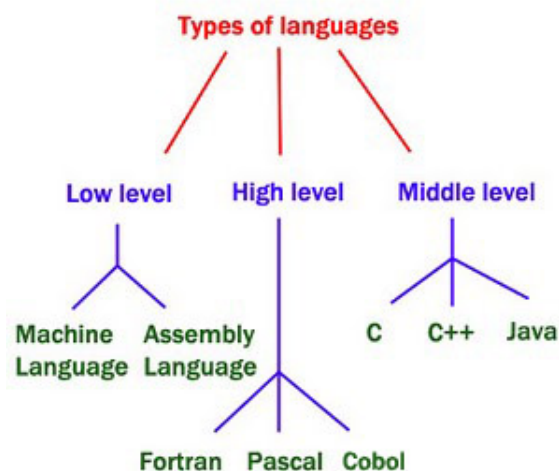 Types of languages
Low level High level Middle level
Machine Language Assembly Language C C++ Java
Fortran Pascal Cobol